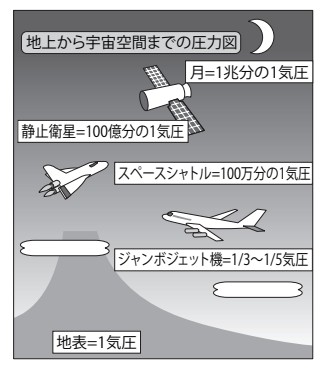 地上から宇宙空間までの圧力図
月=1兆分の1気圧
静止衛星=100億分の1気圧
スペースシャトル=100万分の1気圧
ジャンボジェット機=1/3〜1/5気圧
地表=1気圧